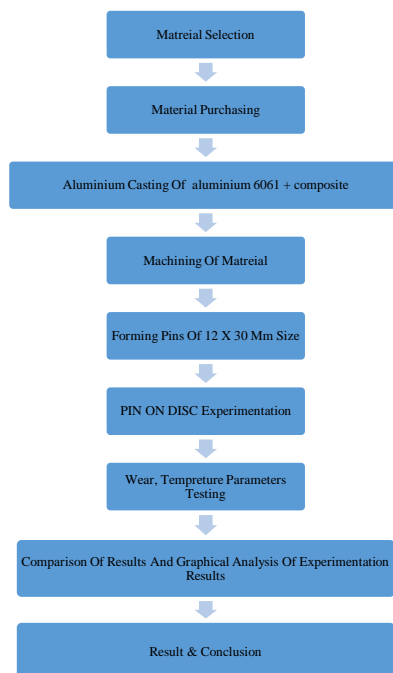 Matreial Selection
Material Purchasing
Aluminium Casting Of aluminium 6061 + composite
Machining Of Matreial
Forming Pins Of 12 X 30 Mm Size
PIN ON DISC Experimentation
Wear, Tempreture Parameters
Testing
Comparison Of Results And Graphical Analysis Of Experimentation
Results
Result & Conclusion